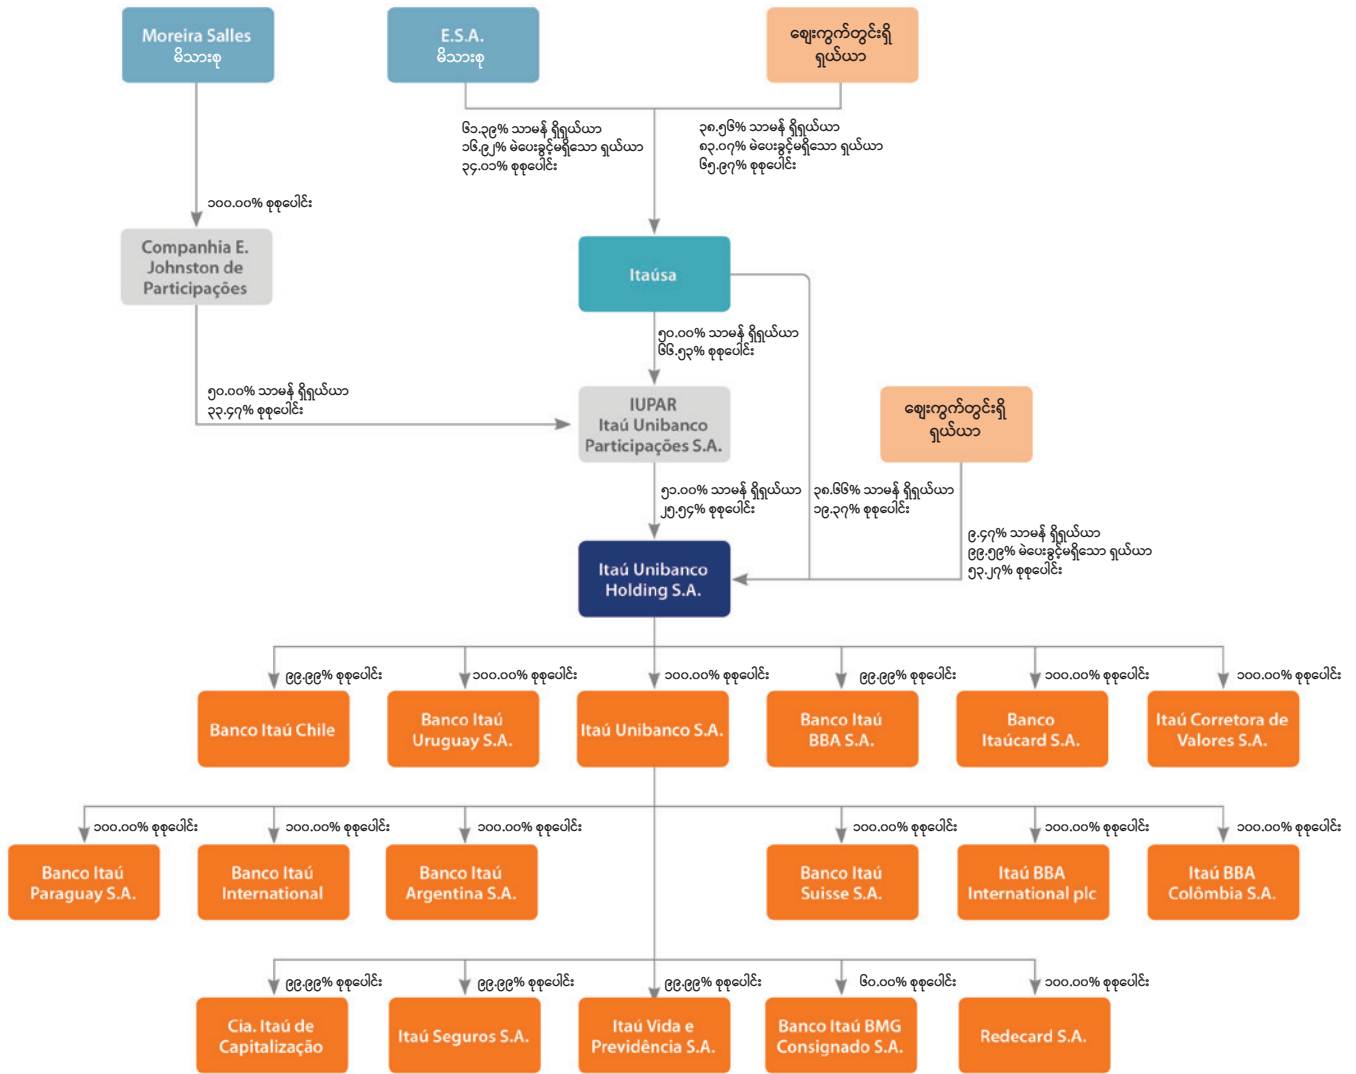 Moreira Salles
မိသားစု
E.S.A.
မိသားစု
ဈေးကွက်တွင်းရှိ
ရှယ်ယာ
၆၁.၃၉% သာမန် ရှိရှယ်ယာ
၁၆.၉၂% မဲပေးခွင့်မရှိသော ရှယ်ယာ
၃၄.၀၁% စုစုပေါင်း
၃၈.၅၆% သာမန် ရှိရှယ်ယာ
၈၃.၀၇% မဲပေးခွင့်မရှိသော ရှယ်ယာ
၆၅.၉၇% စုစုပေါင်း
၁၀၀.၀၀% စုစုပေါင်း
Companhia E.
Johnston de
Participações
Itaúsa
၅၀.၀၀% သာမန် ရှိရှယ်ယာ
၆၆.၅၃% စုစုပေါင်း
၅၀.၀၀% သာမန် ရှိရှယ်ယာ
၃၃.၄၇% စုစုပေါင်း
IUPAR
Itaú Unibanco
Participações S.A.
ဈေးကွက်တွင်းရှိ
ရှယ်ယာ
၅၁.၀၀% သာမန် ရှိရှယ်ယာ
၂၅.၅၄% စုစုပေါင်း
၃၈.၆၆% သာမန် ရှိရှယ်ယာ
၁၉.၃၇% စုစုပေါင်း
၉.၄၇% သာမန် ရှိရှယ်ယာ
၉၉.၅၉% မဲပေးခွင့်မရှိသော ရှယ်ယာ
၅၃.၂၇% စုစုပေါင်း
Itaú Unibanco
Holding S.A.
၉၉.၉၉% စုစုပေါင်း
၁၀၀.၀၀% စုစုပေါင်း
၁၀၀.၀၀% စုစုပေါင်း
၉၉.၉၉% စုစုပေါင်း
၁၀၀.၀၀% စုစုပေါင်း
၁၀၀.၀၀% စုစုပေါင်း
Banco Itaú Chile
Banco Itaú
Uruguay S.A.
Itaú Unibanco S.A.
Banco Itaú
BBA S.A.
Banco
Itaúcard S.A.
Itaú Corretora de
Valores S.A.
၁၀၀.၀၀% စုစုပေါင်း
၁၀၀.၀၀% စုစုပေါင်း
၁၀၀.၀၀% စုစုပေါင်း
၁၀၀.၀၀% စုစုပေါင်း
၁၀၀.၀၀% စုစုပေါင်း
၁၀၀.၀၀% စုစုပေါင်း
Banco Itaú
Paraguay S.A.
Banco Itaú
International
Banco Itaú
Argentina S.A.
Banco Itaú
Suisse S.A.
Itaú BBA
International plc
Itaú BBA
Colômbia S.A.
၉၉.၉၉% စုစုပေါင်း
၉၉.၉၉% စုစုပေါင်း
၉၉.၉၉% စုစုပေါင်း
၆၀.၀၀% စုစုပေါင်း
၁၀၀.၀၀% စုစုပေါင်း
Cia. Itaú de
Capitalização
Itaú Seguros S.A.
Itaú Vida e
Previdência S.A.
Banco Itaú BMG
Consignado S.A.
Redecard S.A.